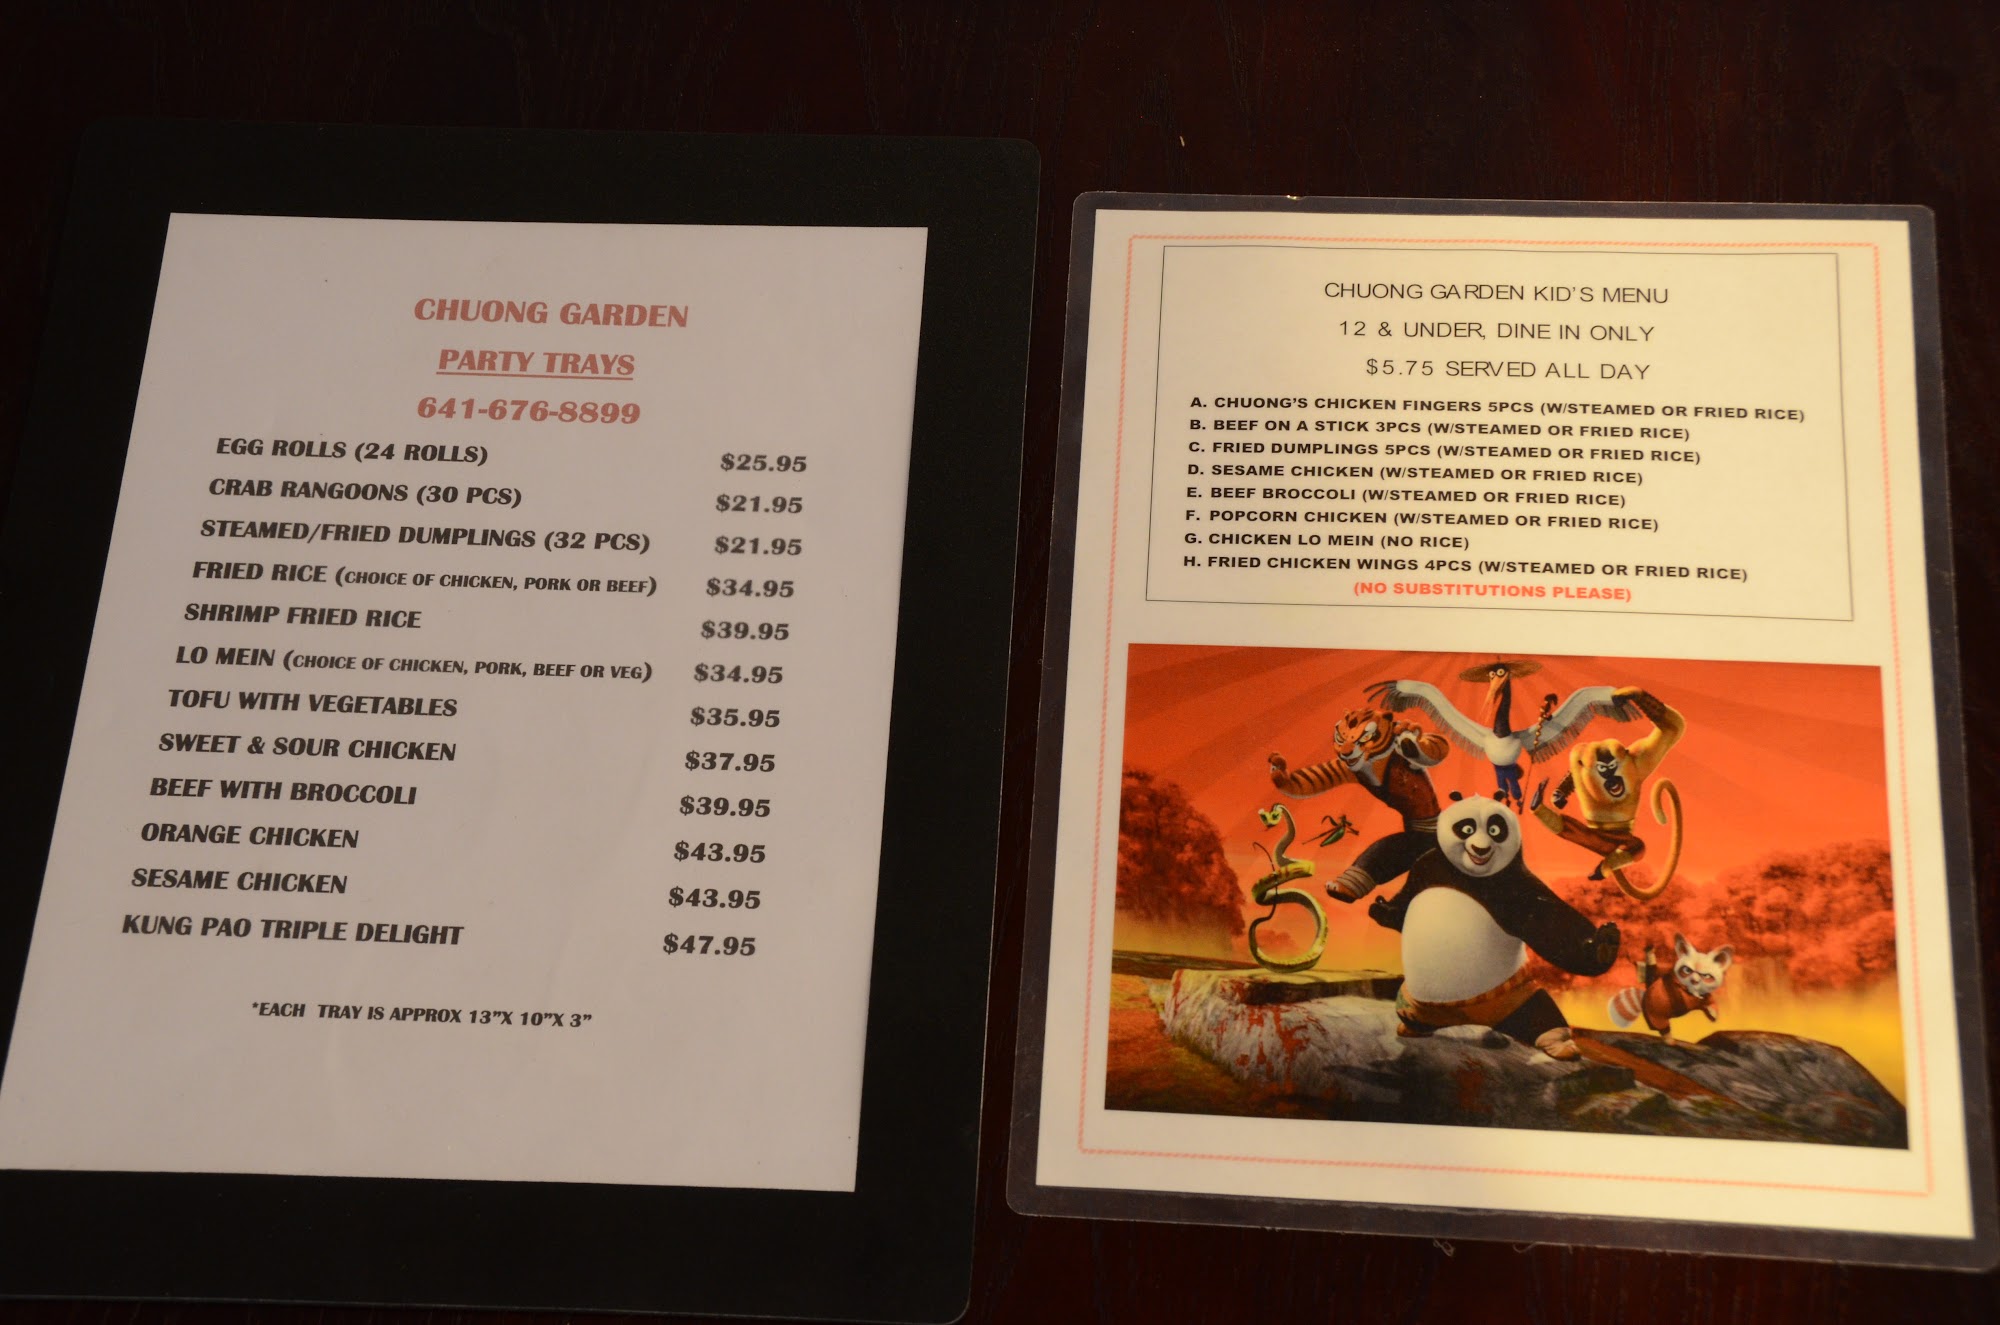 CHUONG GARDEN
PARTY TRAYS
641-676-8899
EGG ROLLS (24 ROLLS) $25.95
CRAB RANGOONS (30 PCS) $21.95
STEAMED/FRIED DUMPLINGS (32 PCS) $21.95
FRIED RICE (CHOICE OF CHICKEN, PORK OR BEEF) $34.95
SHRIMP FRIED RICE $39.95
LO MEIN (CHOICE OF CHICKEN, PORK, BEEF OR VEG) $34.95
TOFU WITH VEGETABLES $35.95
SWEET & SOUR CHICKEN $37.95
BEEF WITH BROCCOLI $39.95
ORANGE CHICKEN $43.95
SESAME CHICKEN $43.95
KUNG PAO TRIPLE DELIGHT $47.95
*EACH TRAY IS APPROX 13”X 10”X 3”
CHUONG GARDEN KID’S MENU
12 & UNDER, DINE IN ONLY
$5.75 SERVED ALL DAY
A. CHUONG’S CHICKEN FINGERS 5PCS (W/STEAMED OR FRIED RICE)
B. BEEF ON A STICK 3PCS (W/STEAMED OR FRIED RICE)
C. FRIED DUMPLINGS 5PCS (W/STEAMED OR FRIED RICE)
D. SESAME CHICKEN (W/STEAMED OR FRIED RICE)
E. BEEF BROCCOLI (W/STEAMED OR FRIED RICE)
F. POPCORN CHICKEN (W/STEAMED OR FRIED RICE)
G. CHICKEN LO MEIN (NO RICE)
H. FRIED CHICKEN WINGS 4PCS (W/STEAMED OR FRIED RICE)
(NO SUBSTITUTIONS PLEASE)